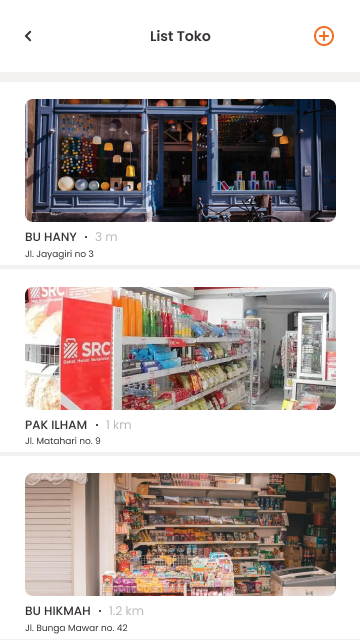 List Toko
BU HANY • 3 m
Jl. Jayagiri no 3
SRC
SRC
PAK ILHAM • 1 km
Jl. Matahari no. 9
BU HIKMAH • 1.2 km
Jl. Bunga Mawar no. 42